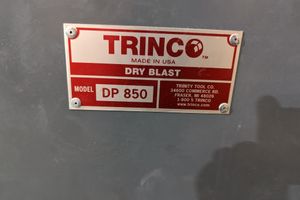 TRINCO™
MADE IN USA
DRY BLAST
MODEL DP 850
TRINITY TOOL CO.
34600 COMMERCE RD.
FRASER, MI 48026
1-800 5 TRINCO
www.trinco.com